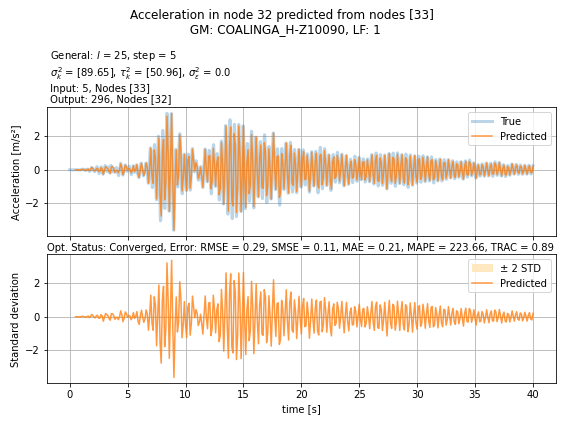 Acceleration in node 32 predicted from nodes [33]
GM: COALINGA_H-Z10090, LF: 1
General: l = 25, step = 5
σ²ₖ = [89.65], τ²ₖ = [50.96], σ²ε = 0.0
Input: 5, Nodes [33]
Output: 296, Nodes [32]
Acceleration [m/s²]
2
0
−2
True
Predicted
Opt. Status: Converged, Error: RMSE = 0.29, SMSE = 0.11, MAE = 0.21, MAPE = 223.66, TRAC = 0.89
Standard deviation
2
0
−2
± 2 STD
Predicted
0 5 10 15 20 25 30 35 40
time [s]